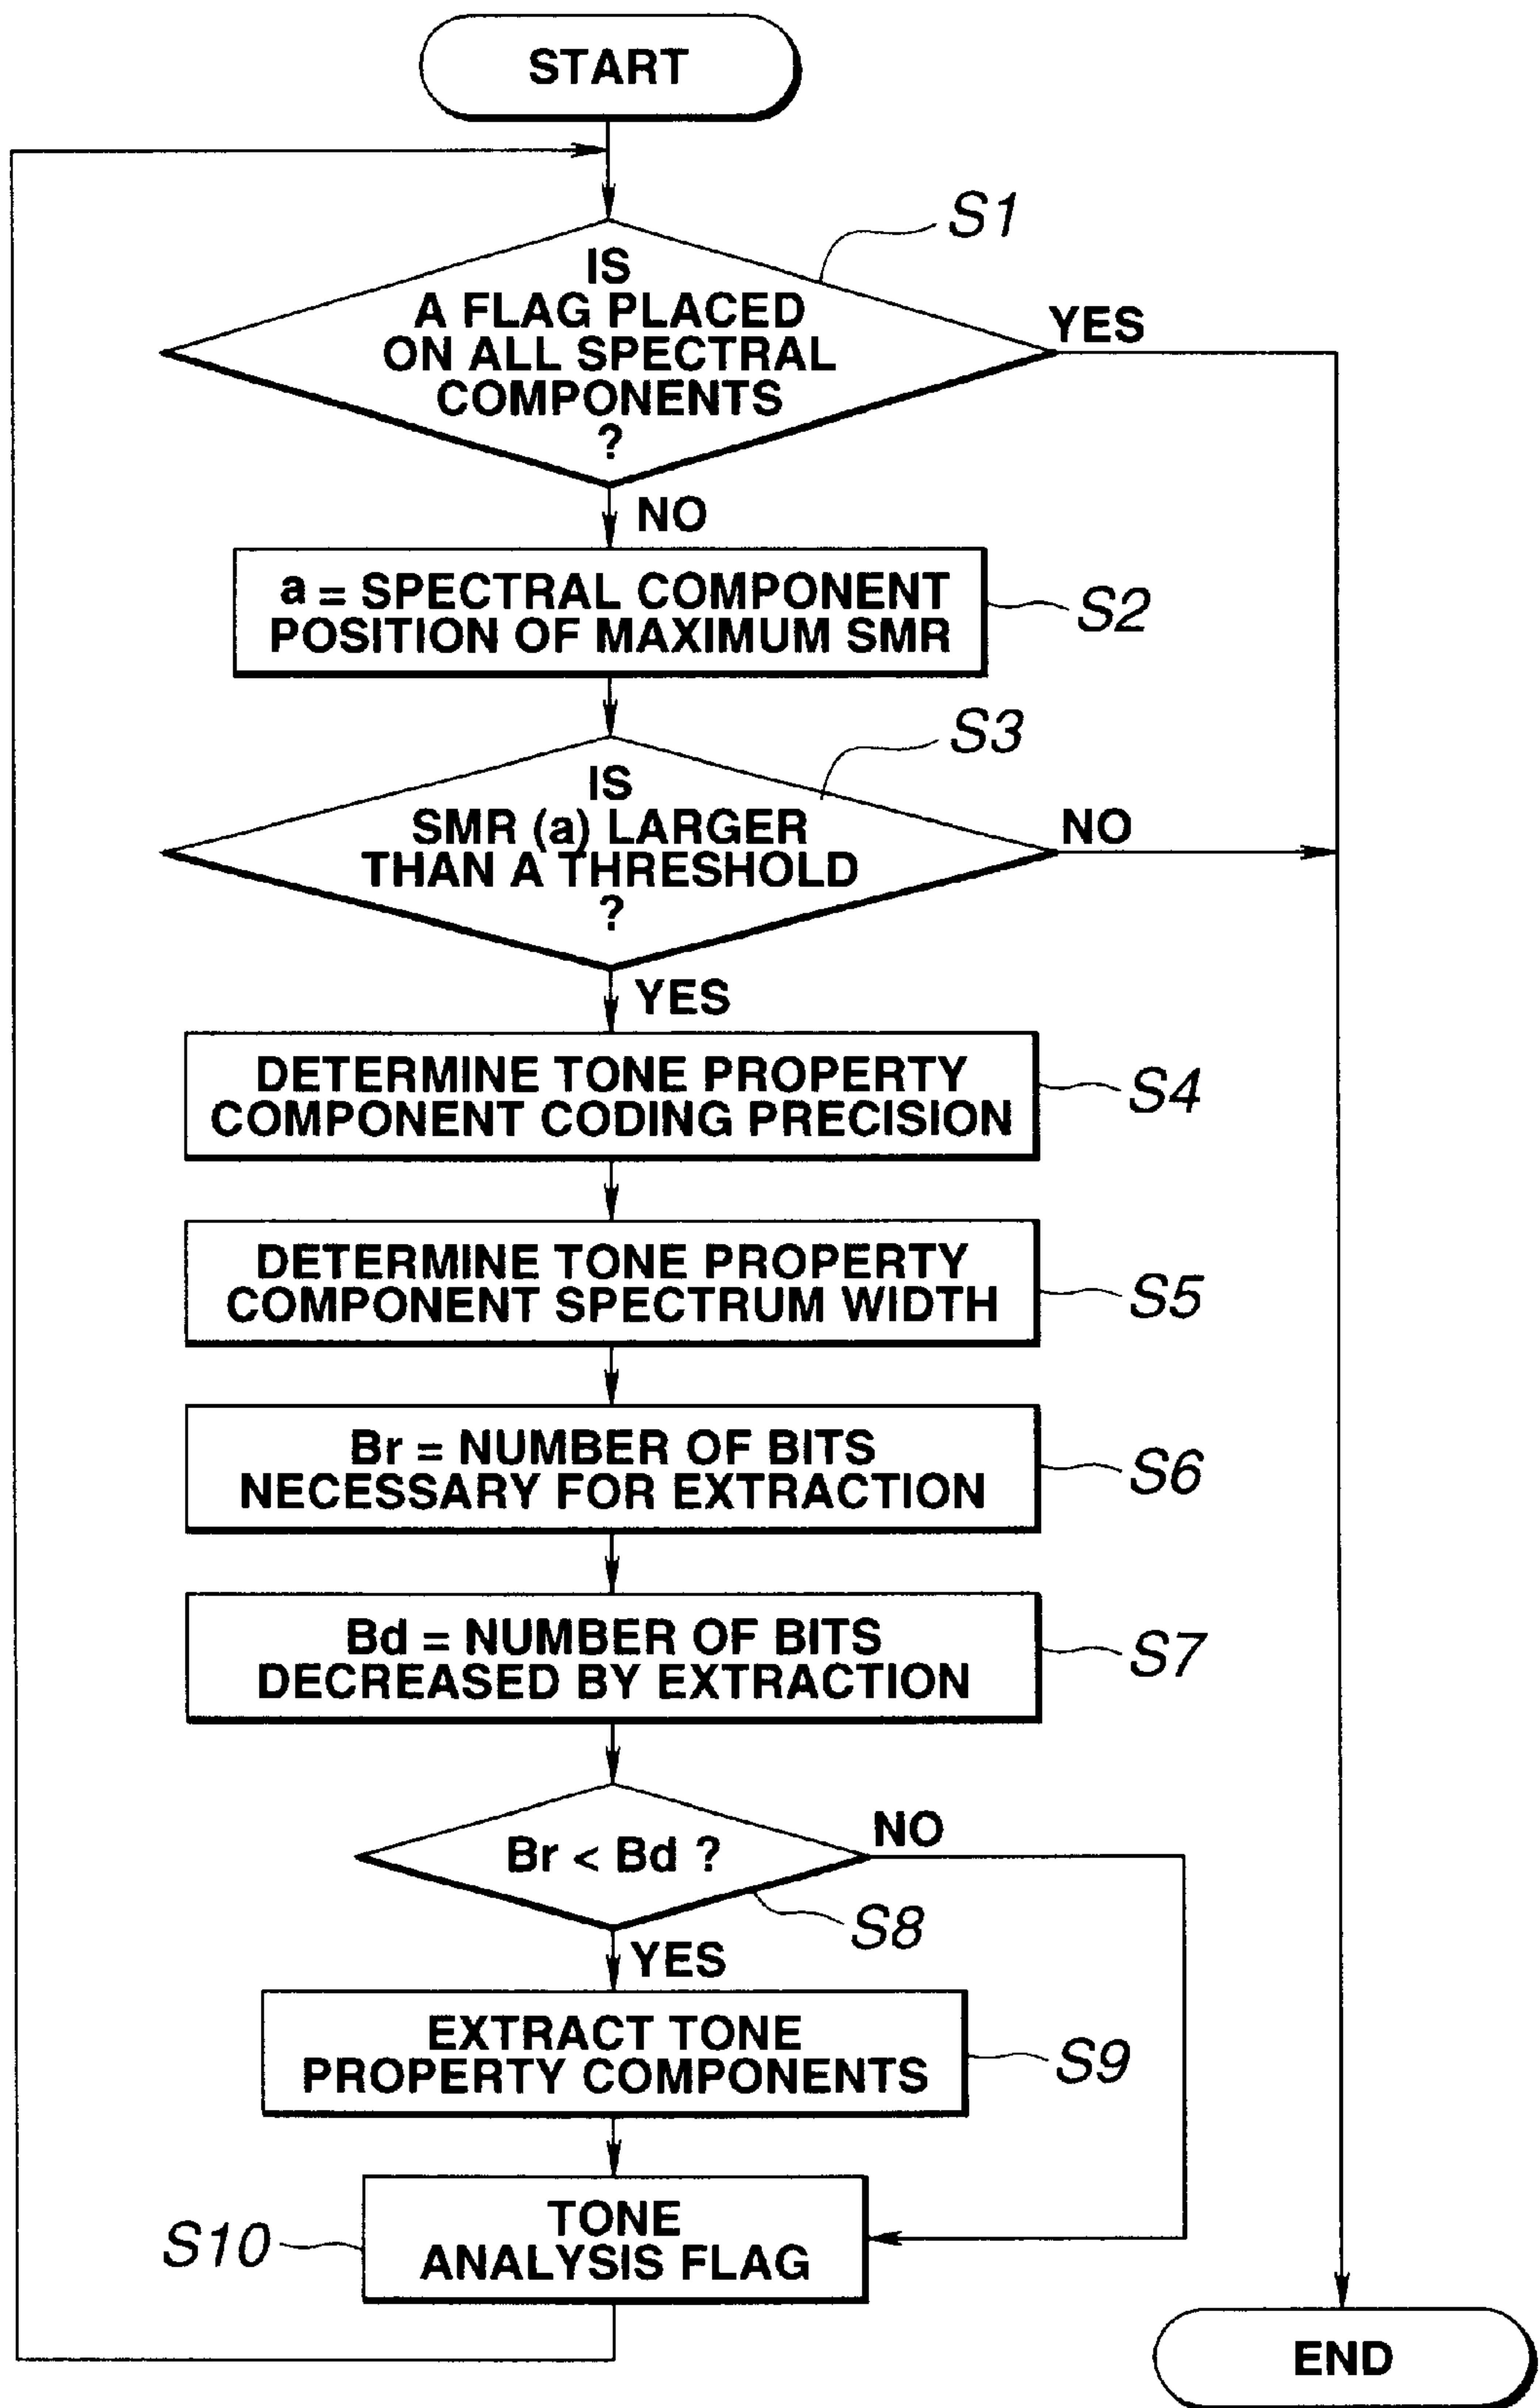 START
S1
IS
A FLAG PLACED
ON ALL SPECTRAL
COMPONENTS
?
YES
NO
a = SPECTRAL COMPONENT
POSITION OF MAXIMUM SMR
S2
S3
IS
SMR (a) LARGER
THAN A THRESHOLD
?
NO
YES
DETERMINE TONE PROPERTY
COMPONENT CODING PRECISION
S4
DETERMINE TONE PROPERTY
COMPONENT SPECTRUM WIDTH
S5
Br = NUMBER OF BITS
NECESSARY FOR EXTRACTION
S6
Bd = NUMBER OF BITS
DECREASED BY EXTRACTION
S7
Br < Bd ?
NO
S8
YES
EXTRACT TONE
PROPERTY COMPONENTS
S9
TONE
ANALYSIS FLAG
S10
END